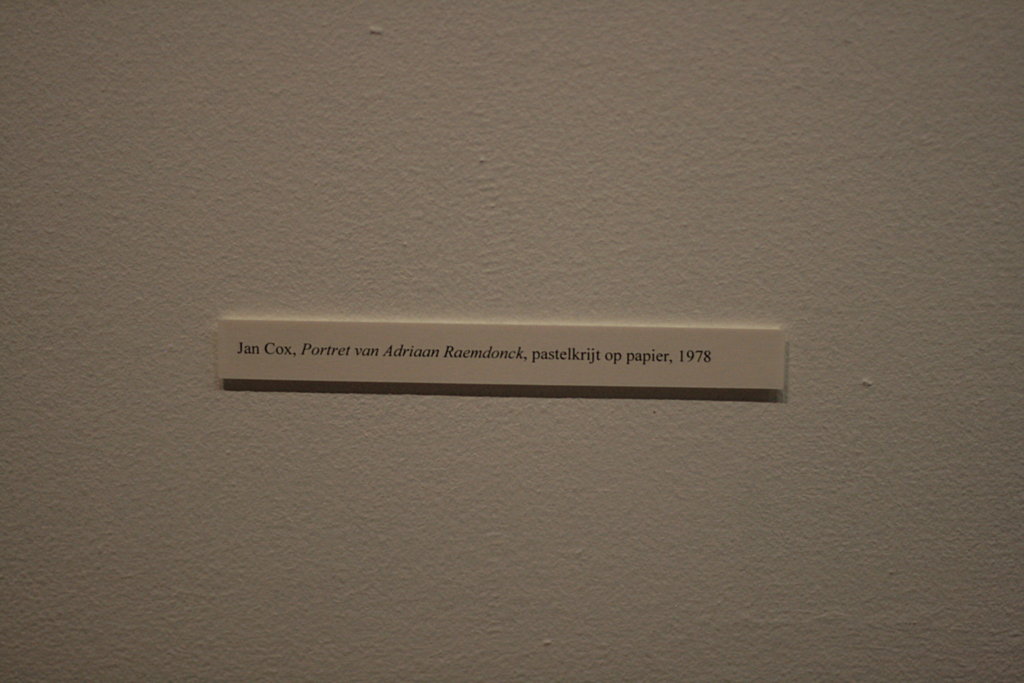 Jan Cox, Portret van Adriaan Raemdonck, pastelkrijt op papier, 1978